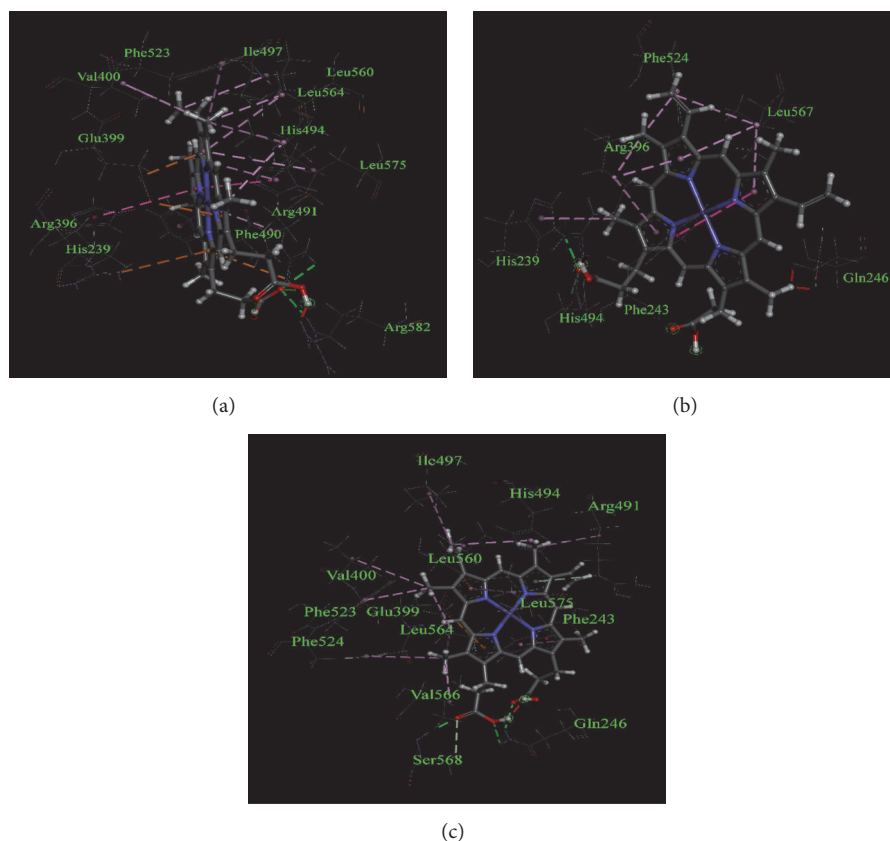 Phe523
Ile497
Val400
Leu560
Leu564
Glu399
His494
Leu575
Arg396
Arg491
His239
Phe490
Arg582
(a)
Phe524
Leu567
Arg396
His239
Gln246
His494
Phe243
(b)
Ile497
His494
Arg491
Leu560
Val400
Leu575
Phe523
Glu399
Phe243
Leu564
Phe524
Val566
Gln246
Ser568
(c)